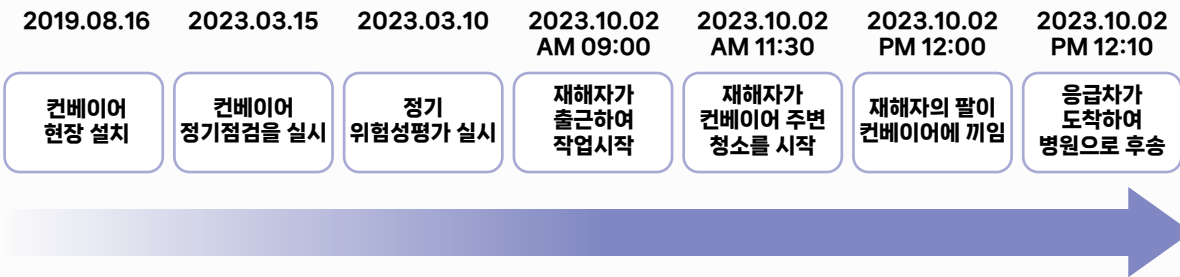 2019.08.16
2023.03.15
2023.03.10
2023.10.02
AM 09:00
2023.10.02
AM 11:30
2023.10.02
PM 12:00
2023.10.02
PM 12:10
컨베이어
현장 설치
컨베이어
정기점검을 실시
정기
위험성평가 실시
재해자가
출근하여
작업시작
재해자가
컨베이어 주변
청소를 시작
재해자의 팔이
컨베이어에 끼임
응급차가
도착하여
병원으로 후송